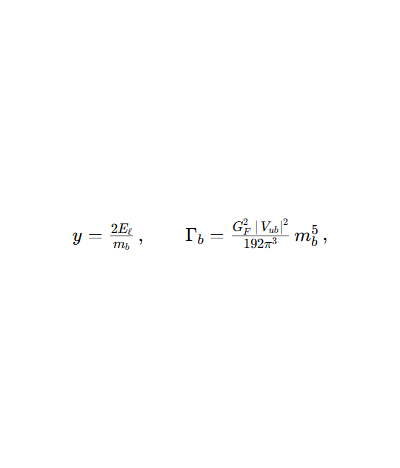 y = \frac{2E_\ell}{m_b} , \qquad \Gamma_b = \frac{G_F^2 |V_{ub}|^2}{192\pi^3} m_b^5 ,